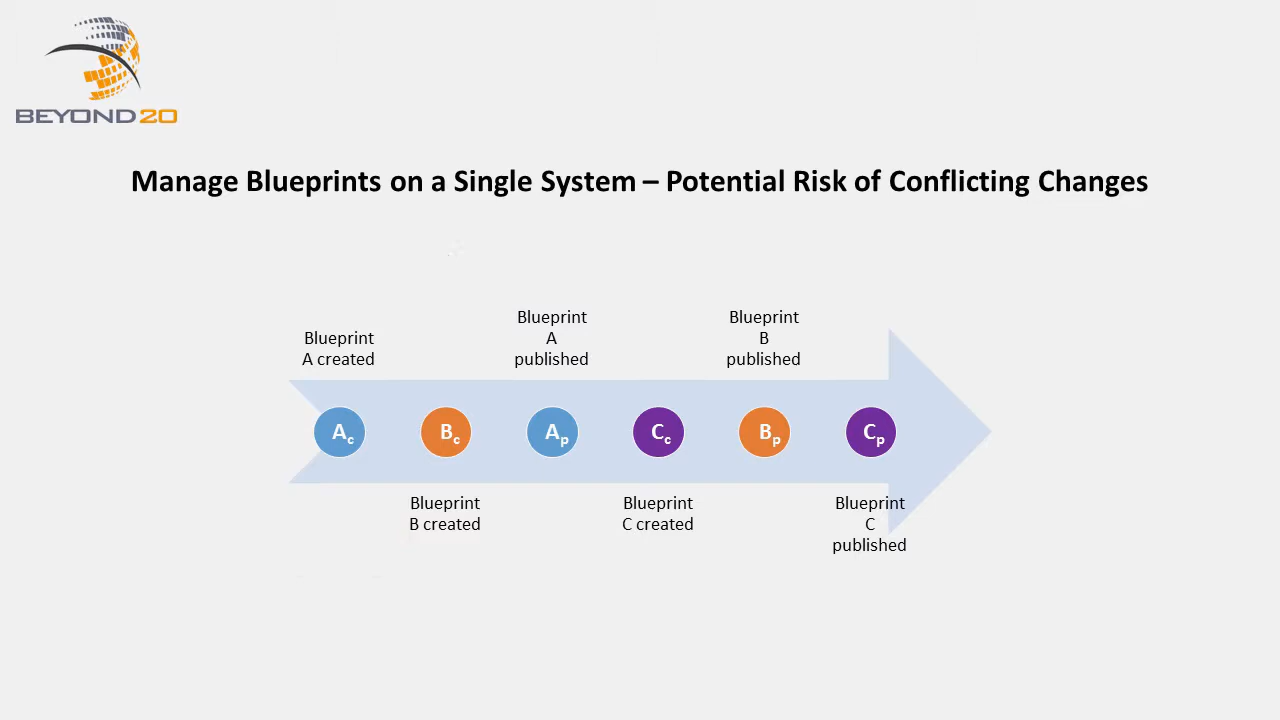 BEYOND20
Manage Blueprints on a Single System – Potential Risk of Conflicting Changes
Blueprint
A created
Blueprint
A
published
Blueprint
B
published
Ac
Bc
Ap
Cc
Bp
Cp
Blueprint
B created
Blueprint
C created
Blueprint
C
published